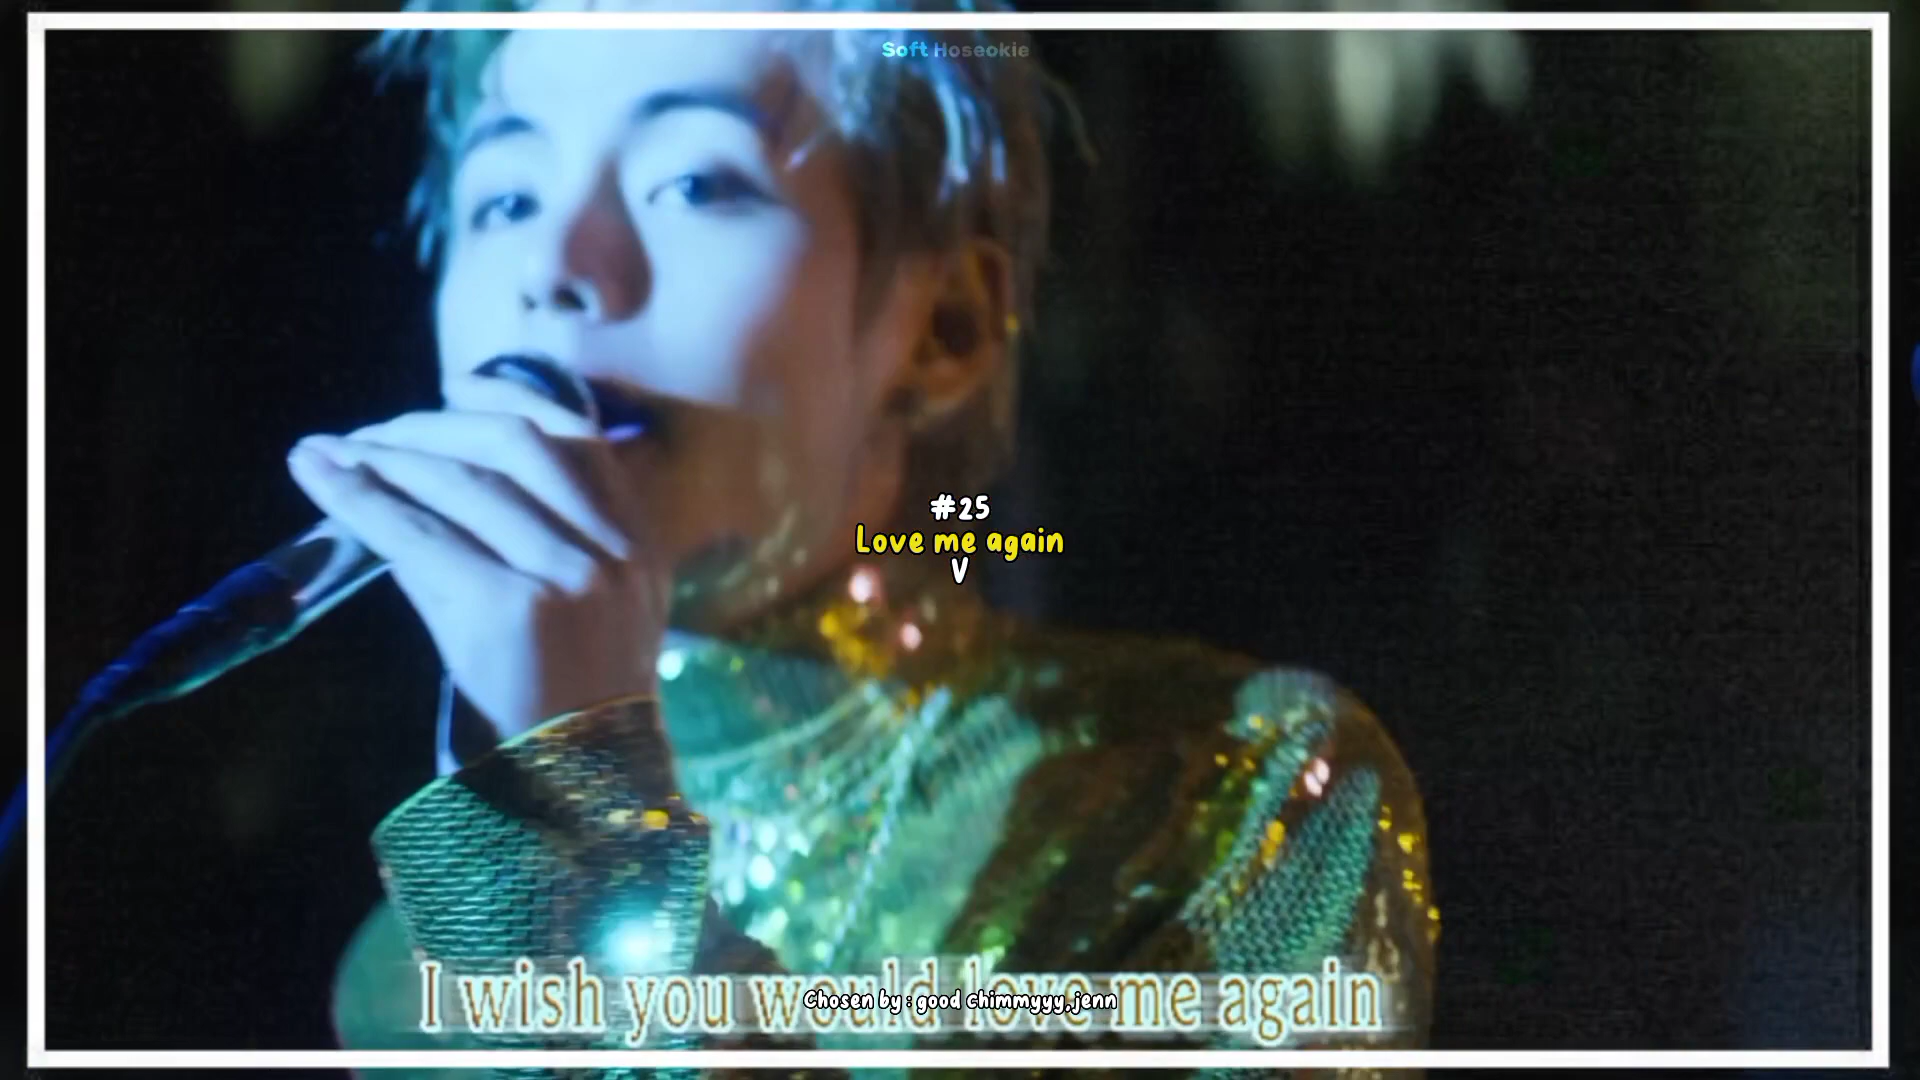 Soft Hoseokie
#25
Love me again
V
I wish you would love me again
Chosen by : good chimmyyy,jenn